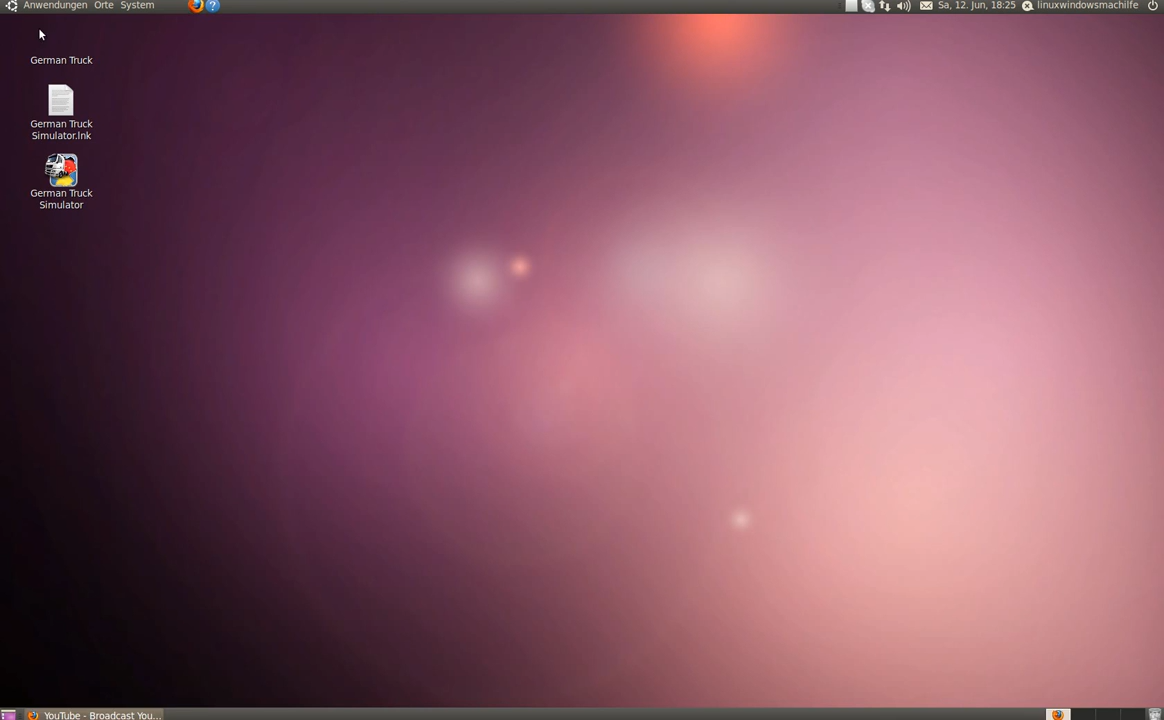 Anwendungen Orte System
Sa, 12. Jun, 18:25 linuxwindowsmachilfe
German Truck
German Truck
Simulator.lnk
German Truck
Simulator
YouTube - Broadcast You...